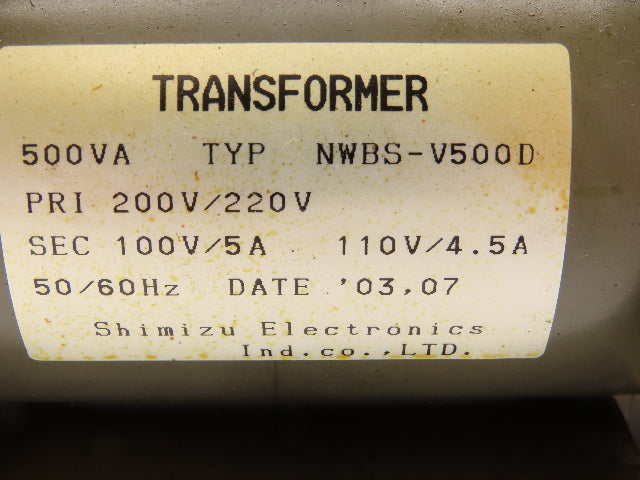 TRANSFORMER
500VA TYP NWBS-V500D
PRI 200V/220V
SEC 100V/5A 110V/4.5A
50/60Hz DATE '03,07
Shimizu Electronics
Ind.co.,LTD.